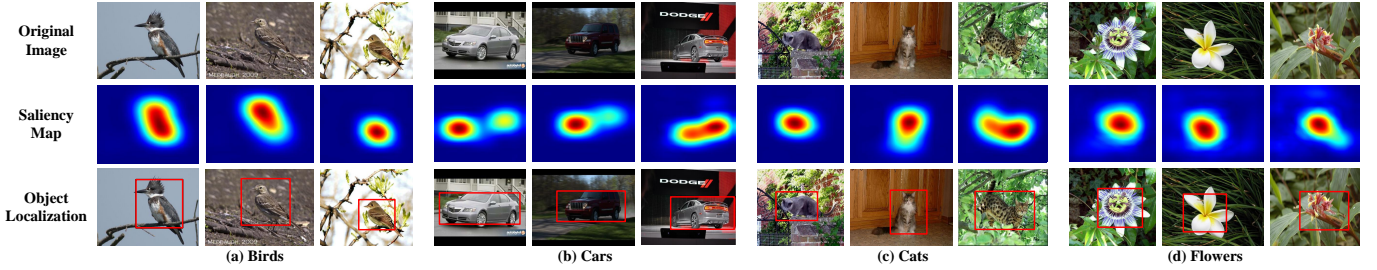 Original
Image
DODGE
Saliency
Map
Object
Localization
DODGE
(a) Birds
(b) Cars
(c) Cats
(d) Flowers